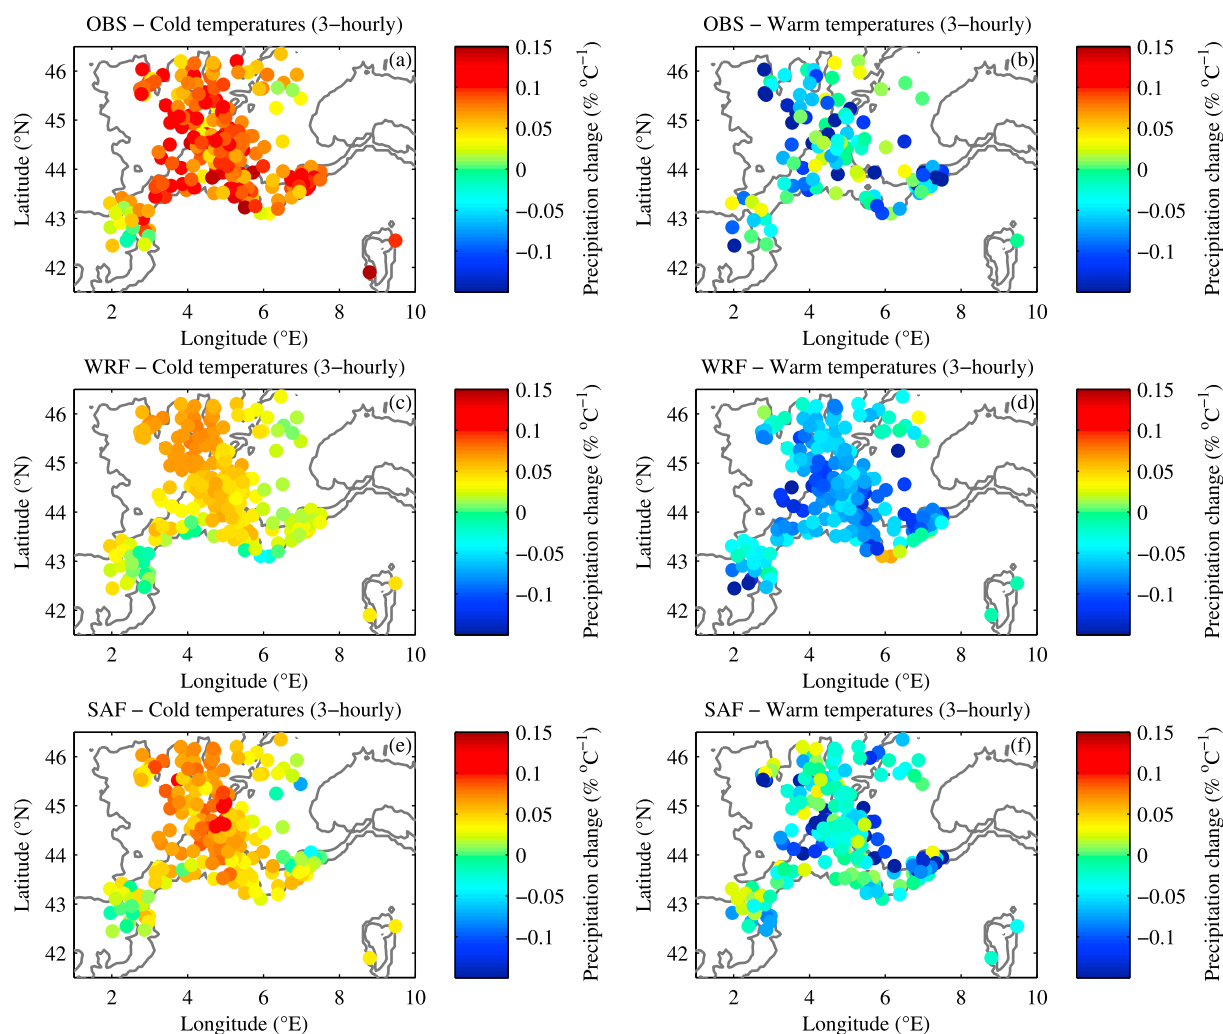 OBS − Cold temperatures (3−hourly)
(a)
46
45
44
43
42
Latitude (°N)
2 4 6 8 10
Longitude (°E)
0.15
0.1
0.05
0
−0.05
−0.1
Precipitation change (% °C⁻¹)
OBS − Warm temperatures (3−hourly)
(b)
46
45
44
43
42
Latitude (°N)
2 4 6 8 10
Longitude (°E)
0.15
0.1
0.05
0
−0.05
−0.1
Precipitation change (% °C⁻¹)
WRF − Cold temperatures (3−hourly)
(c)
46
45
44
43
42
Latitude (°N)
2 4 6 8 10
Longitude (°E)
0.15
0.1
0.05
0
−0.05
−0.1
Precipitation change (% °C⁻¹)
WRF − Warm temperatures (3−hourly)
(d)
46
45
44
43
42
Latitude (°N)
2 4 6 8 10
Longitude (°E)
0.15
0.1
0.05
0
−0.05
−0.1
Precipitation change (% °C⁻¹)
SAF − Cold temperatures (3−hourly)
(e)
46
45
44
43
42
Latitude (°N)
2 4 6 8 10
Longitude (°E)
0.15
0.1
0.05
0
−0.05
−0.1
Precipitation change (% °C⁻¹)
SAF − Warm temperatures (3−hourly)
(f)
46
45
44
43
42
Latitude (°N)
2 4 6 8 10
Longitude (°E)
0.15
0.1
0.05
0
−0.05
−0.1
Precipitation change (% °C⁻¹)